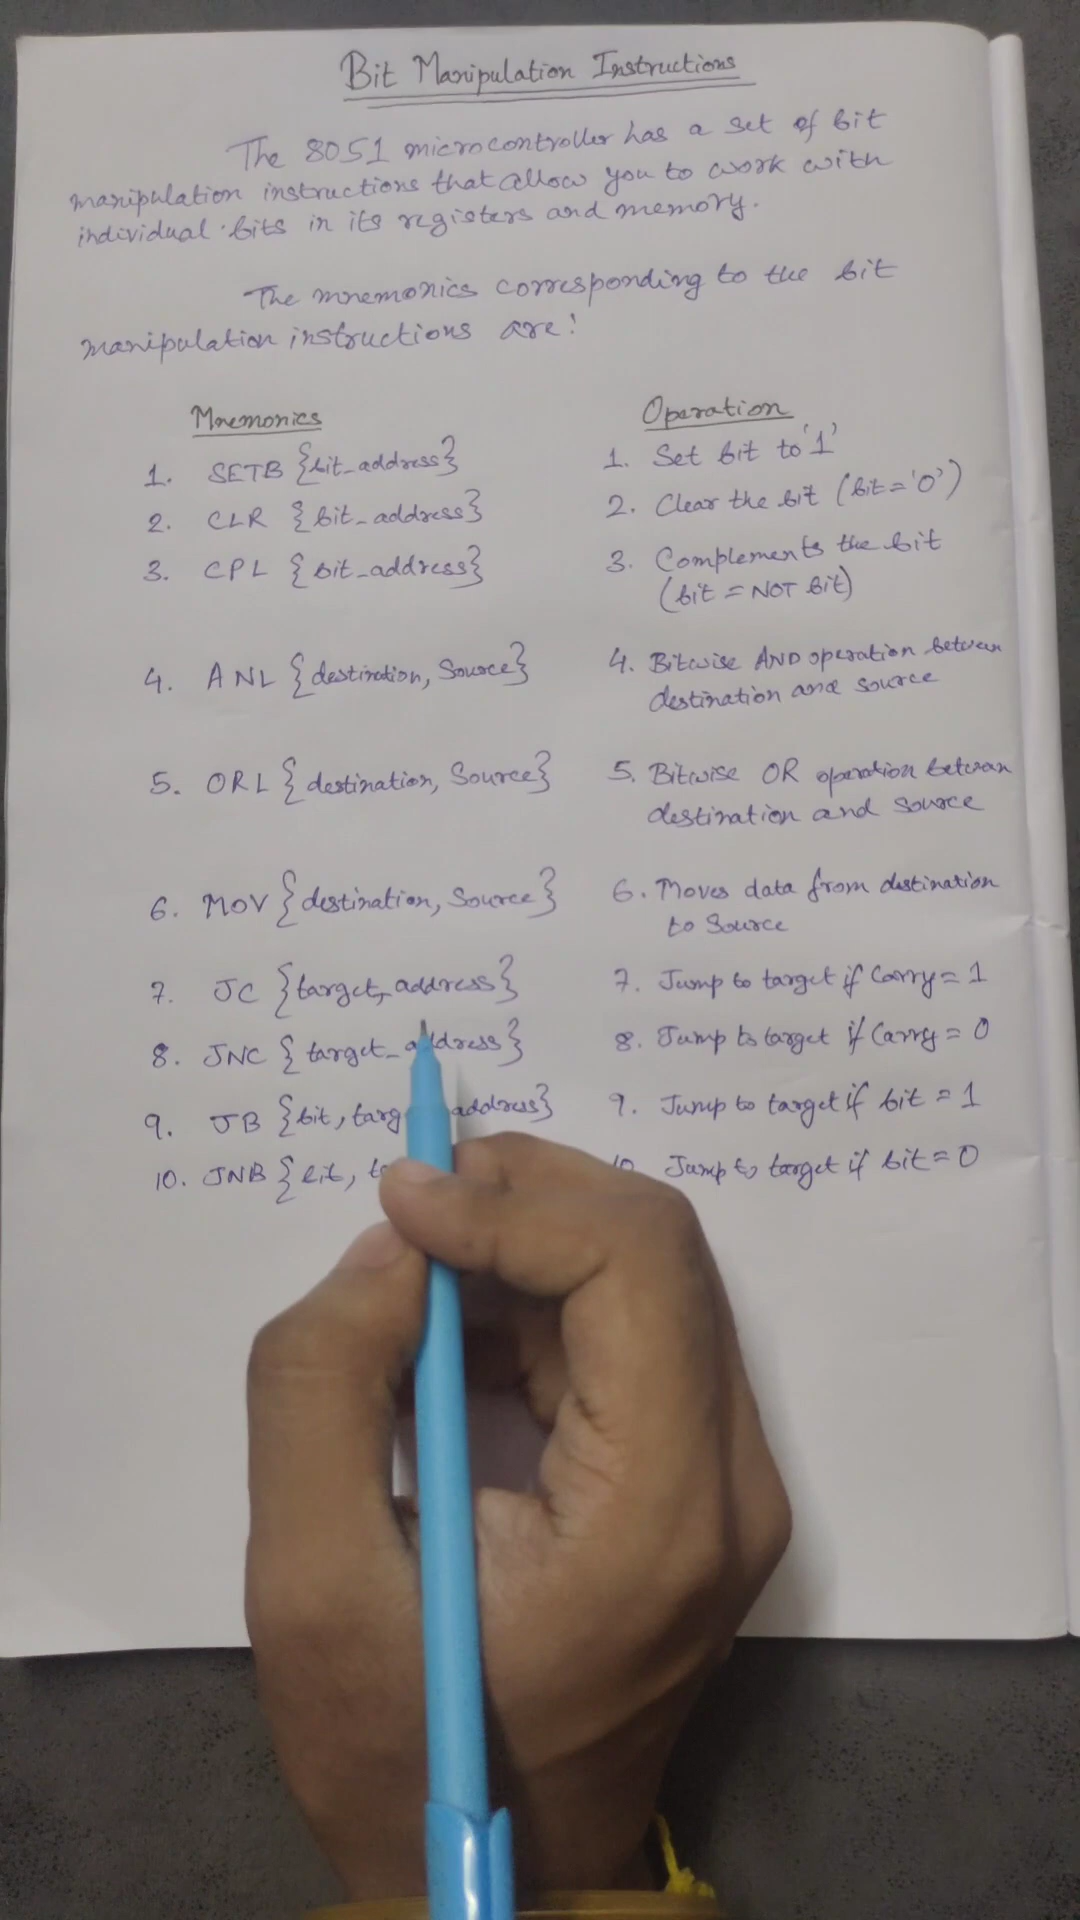 Bit Manipulation Instructions
The 8051 microcontroller has a set of bit
manipulation instructions that allow you to work with
individual bits in its registers and memory.
The mnemonics corresponding to the bit
manipulation instructions are:
Mnemonics
1. SETB {bit_address}
2. CLR {bit_address}
3. CPL {bit_address}
4. ANL {destination, Source}
5. ORL {destination, Source}
6. MOV {destination, Source}
7. JC {target_address}
8. JNC {target_address}
9. JB {bit, address}
10. JNB {bit,
Operation
1. Set bit to '1'
2. Clear the bit (bit='0')
3. Complements the bit
(bit = NOT bit)
4. Bitwise AND operation between
destination and source
5. Bitwise OR operation between
destination and source
6. Moves data from destination
to Source
7. Jump to target if Carry = 1
8. Jump to target if Carry = 0
9. Jump to target if bit = 1
10 Jump to target if bit = 0